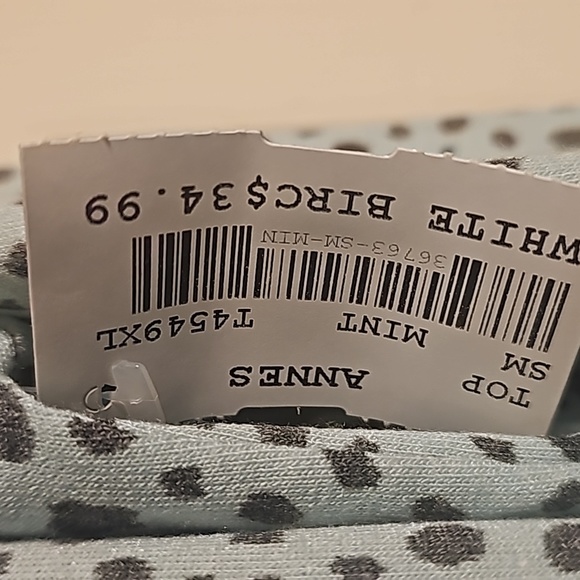 ANNES
TOP
SM
MINT
T4549XL
36763-SM-MIN
WHITE BIRC$34.99